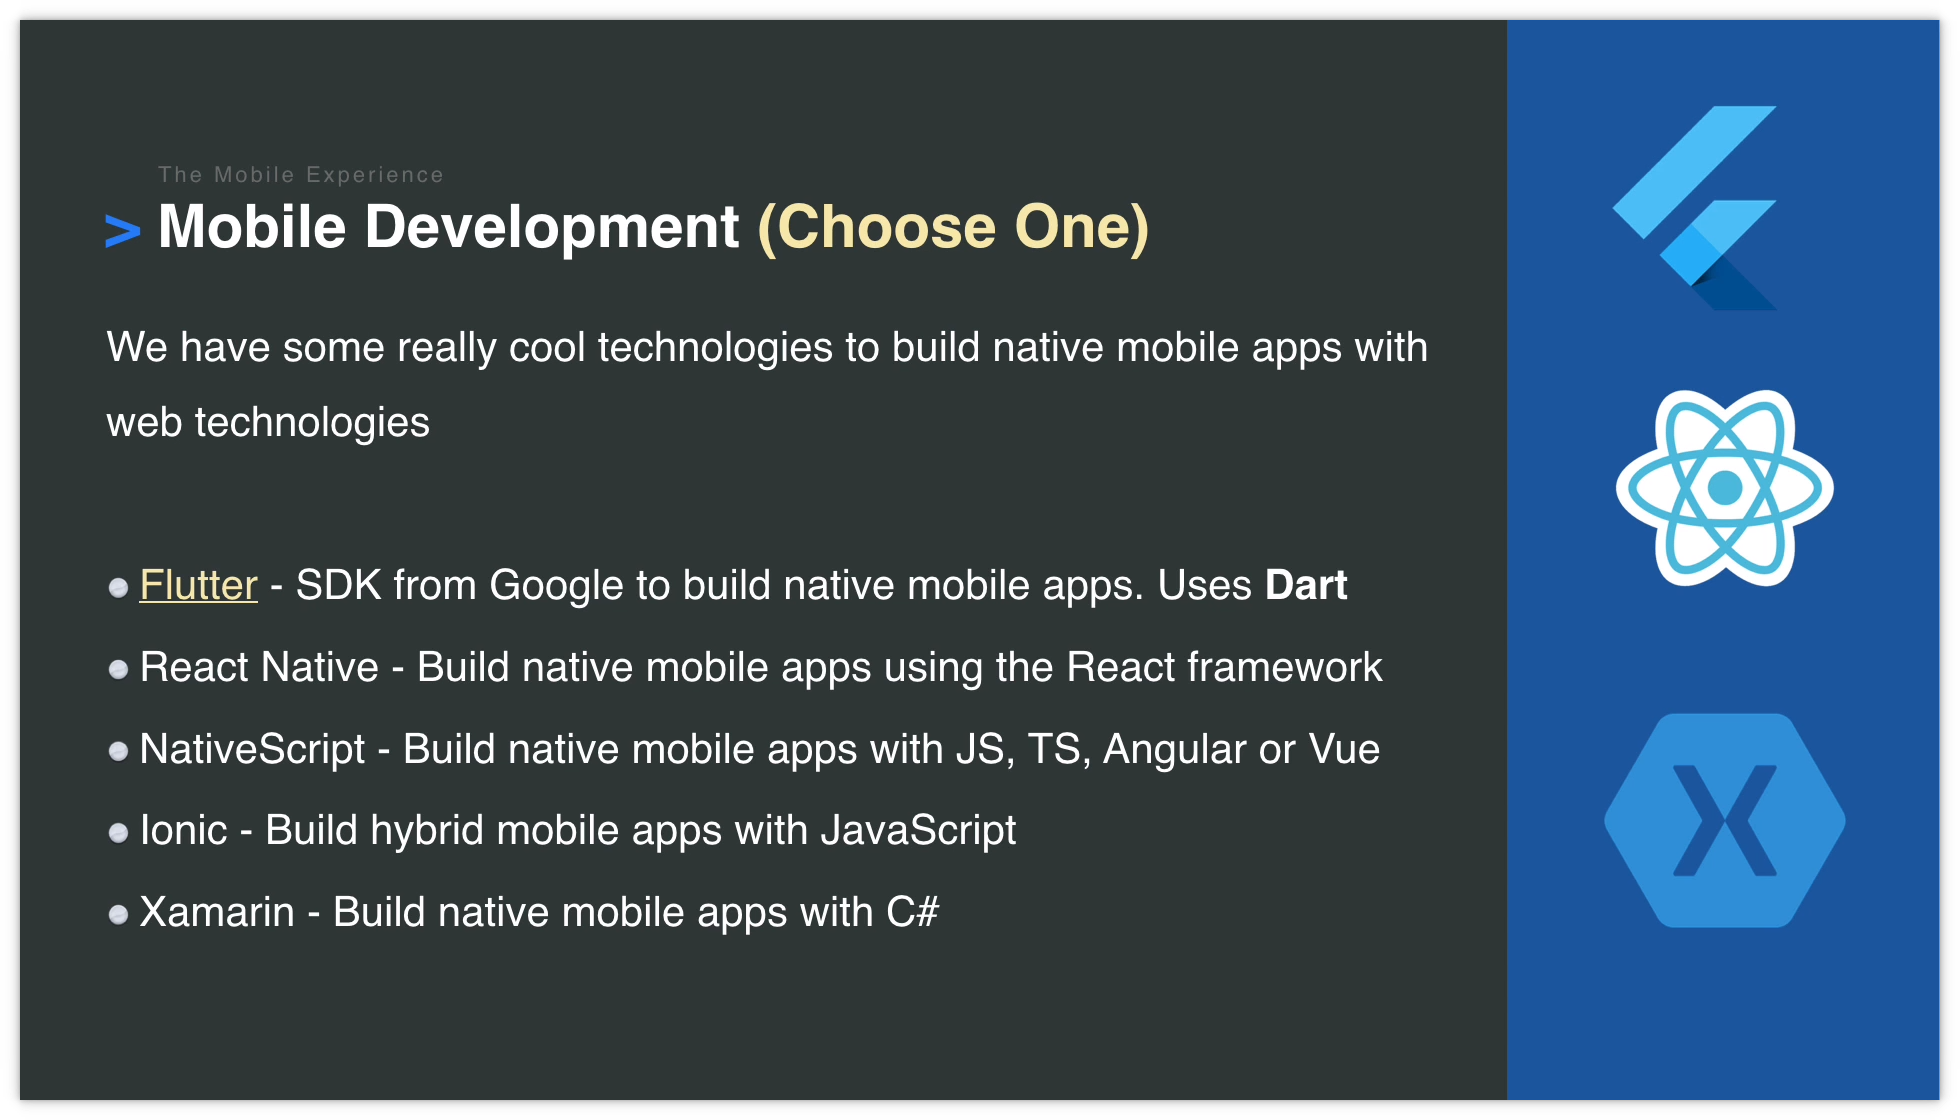 The Mobile Experience
> Mobile Development (Choose One)
We have some really cool technologies to build native mobile apps with
web technologies
Flutter - SDK from Google to build native mobile apps. Uses Dart
React Native - Build native mobile apps using the React framework
NativeScript - Build native mobile apps with JS, TS, Angular or Vue
Ionic - Build hybrid mobile apps with JavaScript
Xamarin - Build native mobile apps with C#